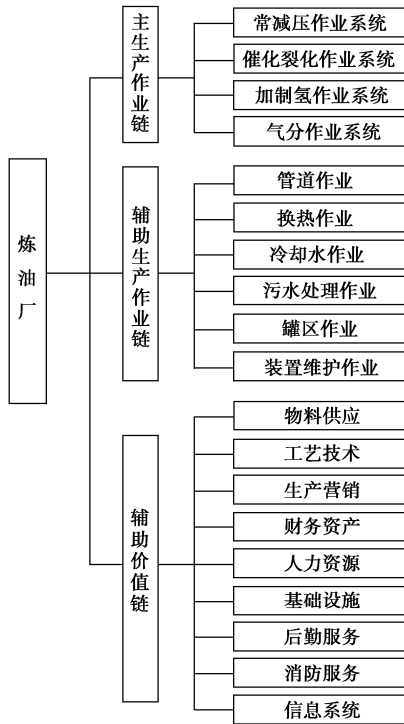 炼油厂
主生产作业链
常减压作业系统
催化裂化作业系统
加制氢作业系统
气分作业系统
辅助生产作业链
管道作业
换热作业
冷却水作业
污水处理作业
罐区作业
装置维护作业
辅助价值链
物料供应
工艺技术
生产营销
财务资产
人力资源
基础设施
后勤服务
消防服务
信息系统